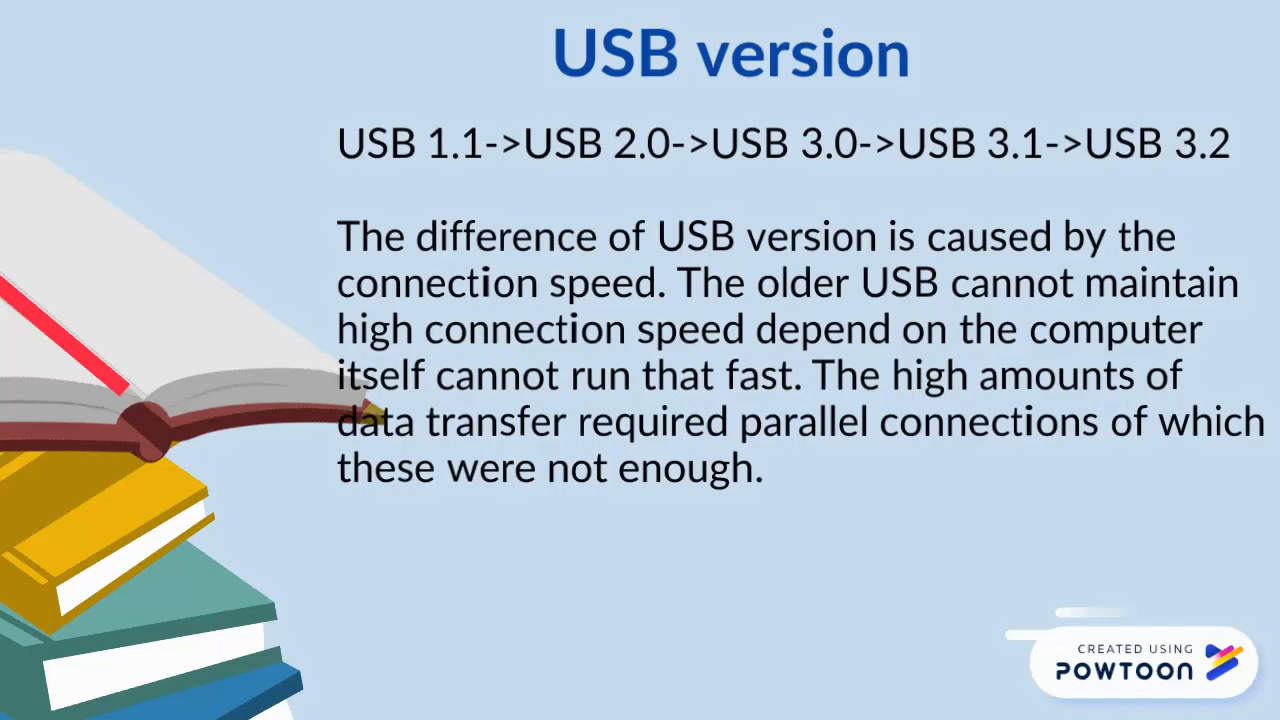 USB version
USB 1.1->USB 2.0->USB 3.0->USB 3.1->USB 3.2
The difference of USB version is caused by the
connection speed. The older USB cannot maintain
high connection speed depend on the computer
itself cannot run that fast. The high amounts of
data transfer required parallel connections of which
these were not enough.
CREATED USING
POWTOON